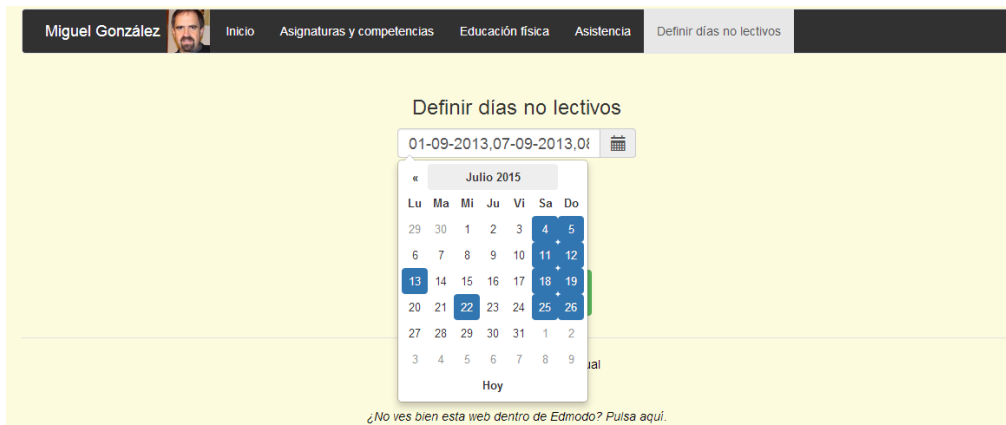 Miguel González Inicio Asignaturas y competencias Educación física Asistencia Definir días no lectivos
Definir días no lectivos
01-09-2013,07-09-2013,08
« Julio 2015
Lu Ma Mi Ju Vi Sa Do
29 30 1 2 3 4 5
6 7 8 9 10 11 12
13 14 15 16 17 18 19
20 21 22 23 24 25 26
27 28 29 30 31 1 2
3 4 5 6 7 8 9
ual
Hoy
¿No ves bien esta web dentro de Edmodo? Pulsa aquí.